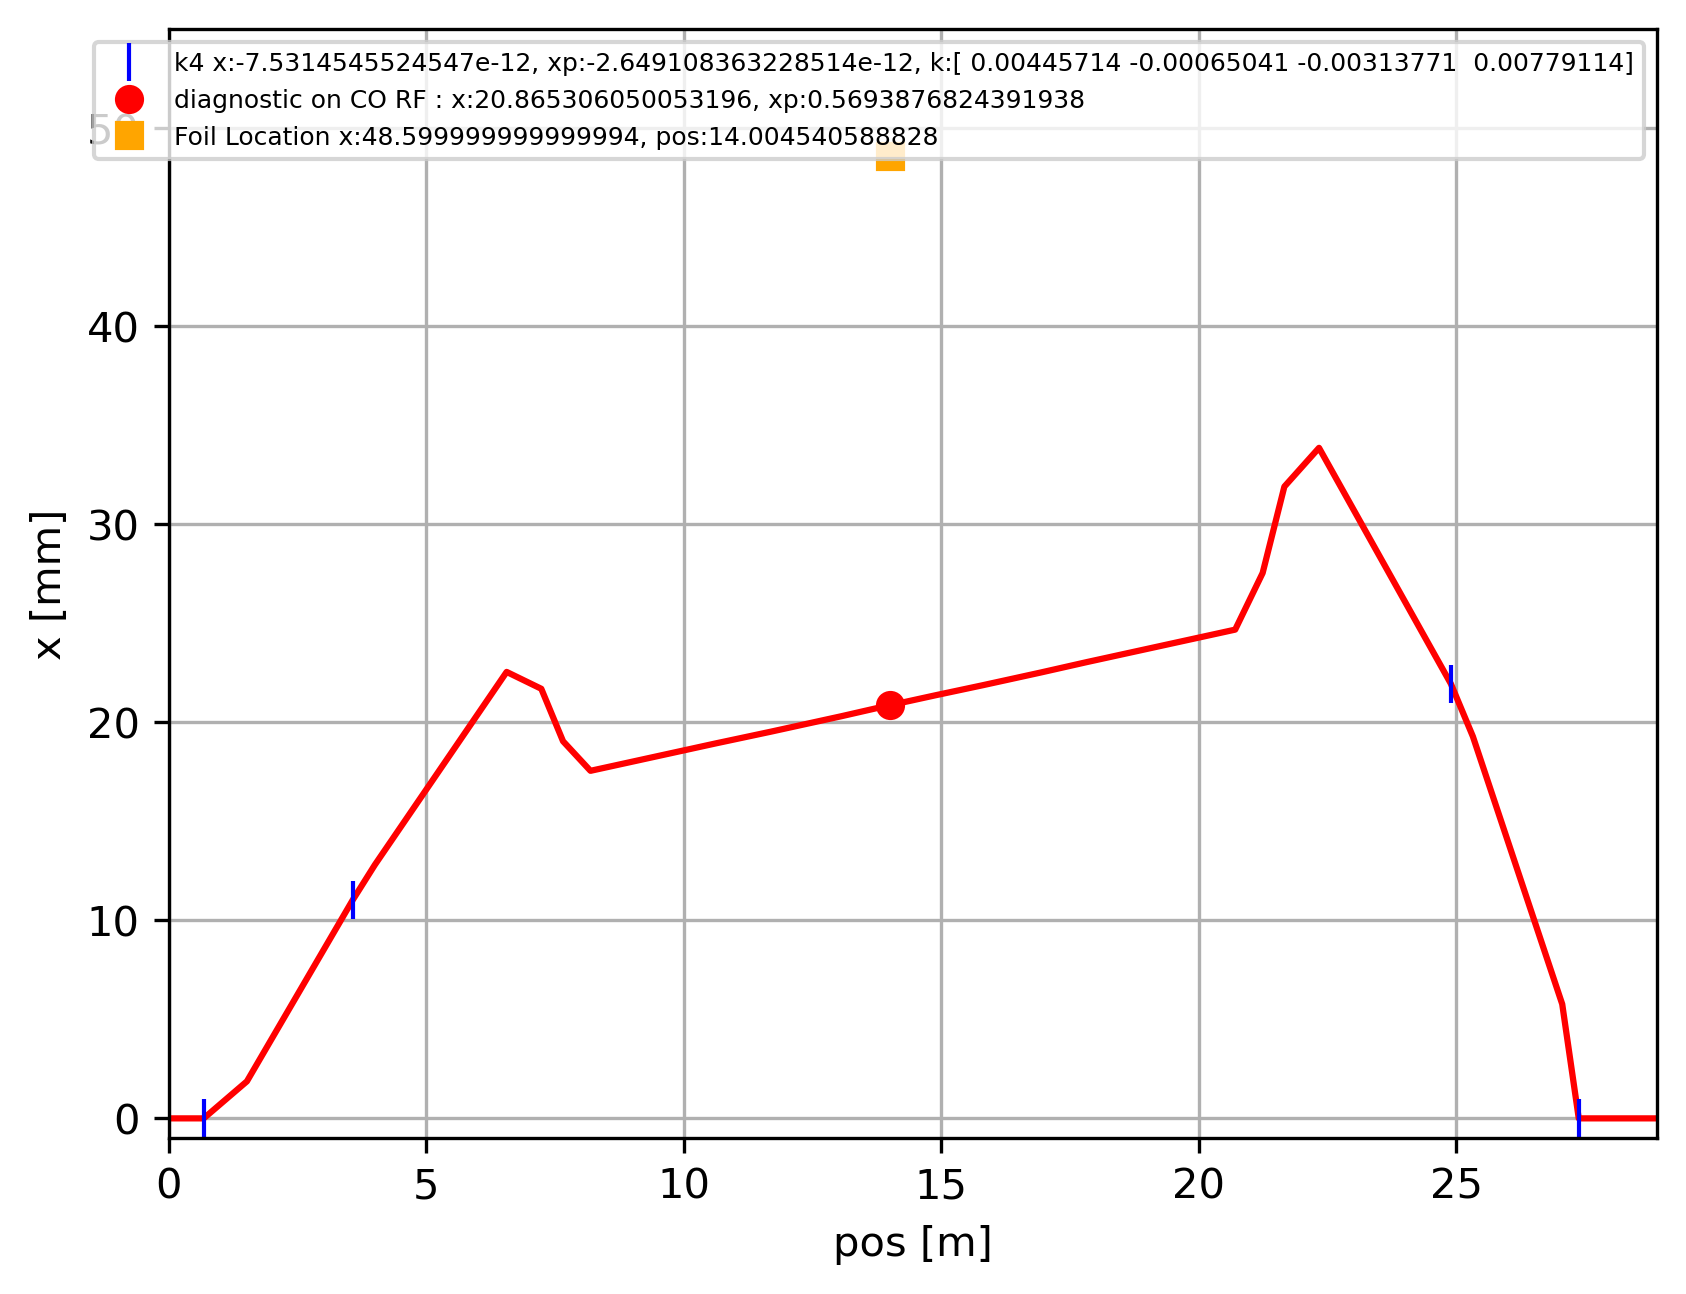 k4 x:-7.5314545524547e-12, xp:-2.649108363228514e-12, k:[ 0.00445714 -0.00065041 -0.00313771  0.00779114]
diagnostic on CO RF : x:20.865306050053196, xp:0.5693876824391938
Foil Location x:48.599999999999994, pos:14.004540588828
50
40
30
20
10
0
x [mm]
0 5 10 15 20 25
pos [m]